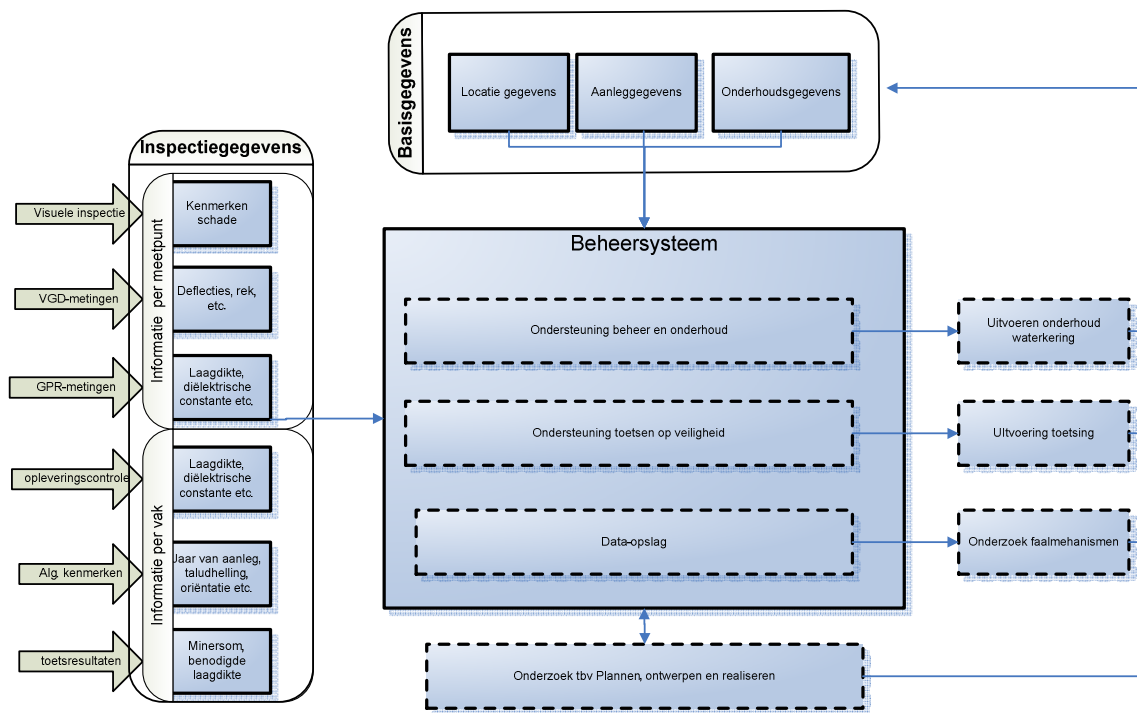 Basisgegevens
Locatie gegevens
Aanleggegevens
Onderhoudsgegevens
Inspectiegegevens
Informatie per meetpunt
Visuele inspectie
Kenmerken
schade
VGD-metingen
Deflecties, rek,
etc.
GPR-metingen
Laagdikte,
diëlektrische
constante etc.
Informatie per vak
opleveringscontrole
Laagdikte,
diëlektrische
constante etc.
Alg. kenmerken
Jaar van aanleg,
taludhelling,
oriëntatie etc.
toetsresultaten
Minersom,
benodigde
laagdikte
Beheersysteem
Ondersteuning beheer en onderhoud
Ondersteuning toetsen op veiligheid
Data-opslag
Uitvoeren onderhoud
waterkering
UItvoering toetsing
Onderzoek faalmehanismen
Onderzoek tbv Plannen, ontwerpen en realiseren